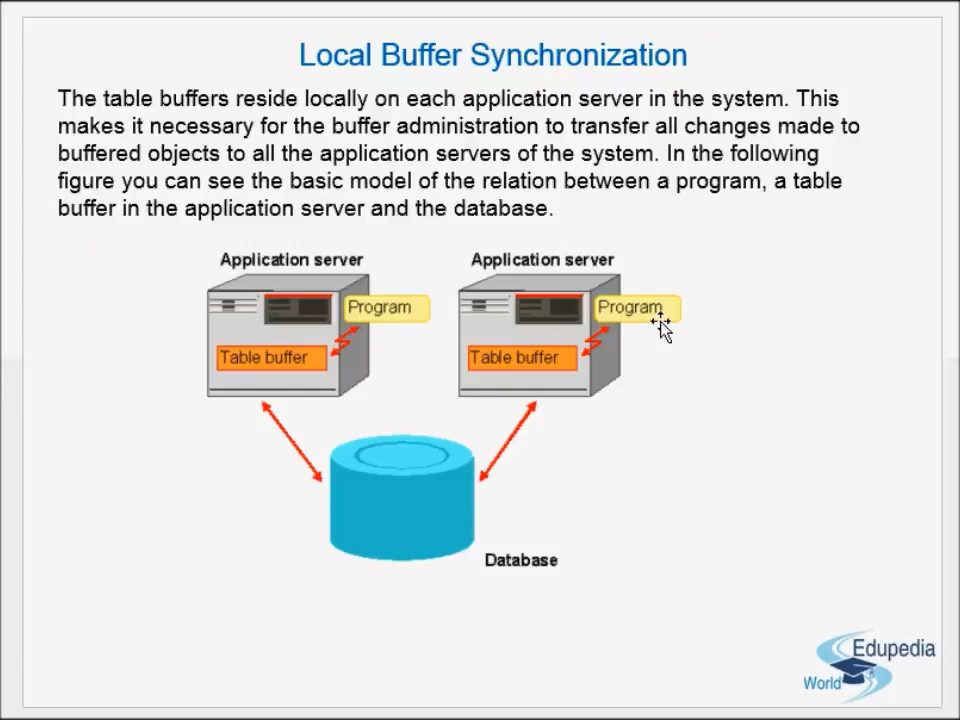 Local Buffer Synchronization
The table buffers reside locally on each application server in the system. This
makes it necessary for the buffer administration to transfer all changes made to
buffered objects to all the application servers of the system. In the following
figure you can see the basic model of the relation between a program, a table
buffer in the application server and the database.
Application server
Application server
Program
Program
Table buffer
Table buffer
Database
Edupedia
World